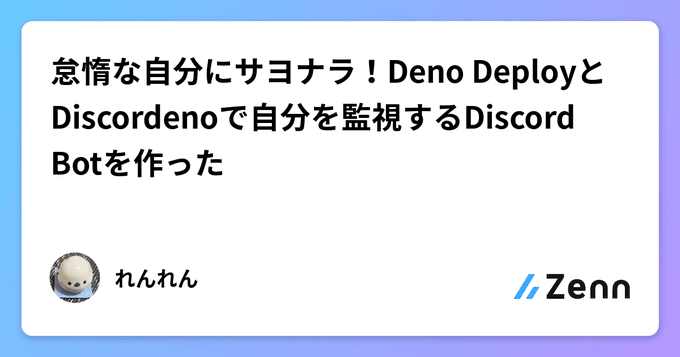 怠惰な自分にサヨナラ！Deno Deployと
Discordenoで自分を監視するDiscord
Botを作った
れんれん
Zenn